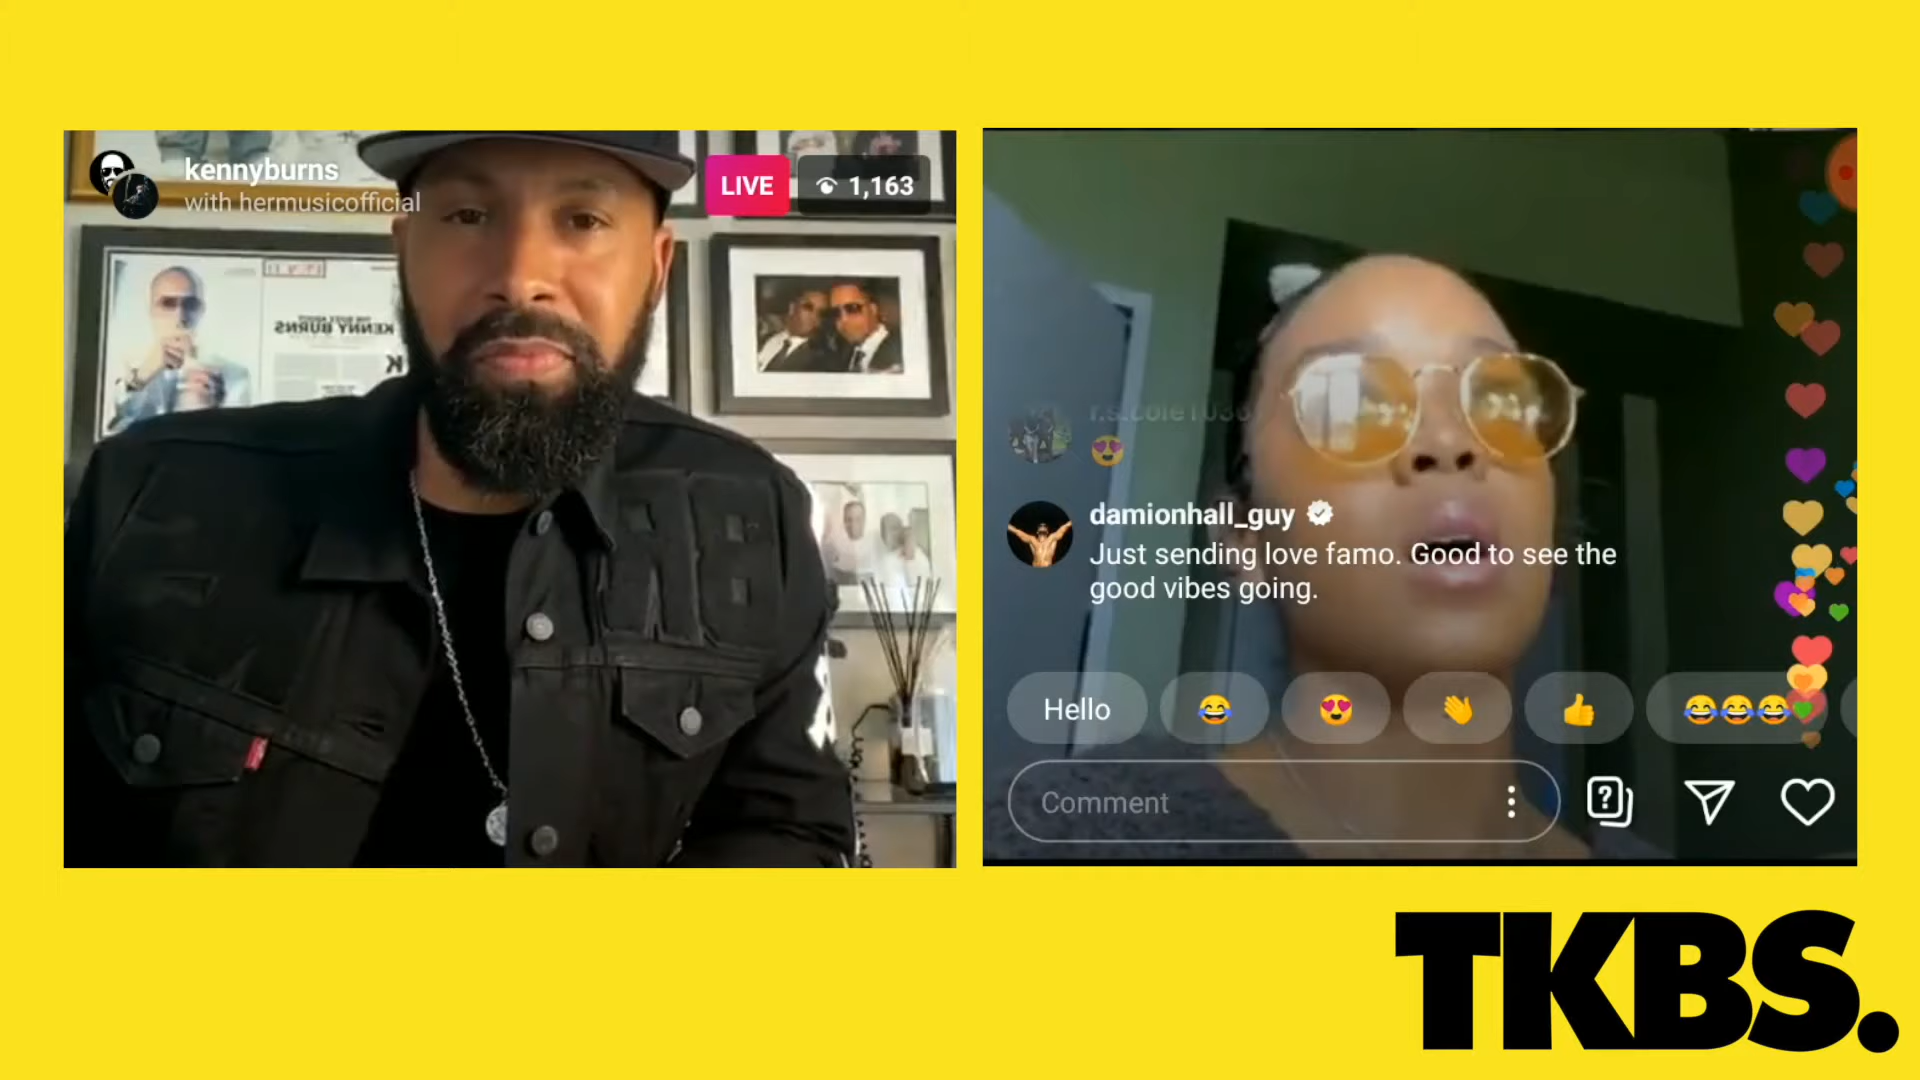 kennyburns
with hermusicofficial
LIVE
1,163
KENNY BURNS
damionhall_guy
Just sending love famo. Good to see the
good vibes going.
Hello
Comment
TKBS.